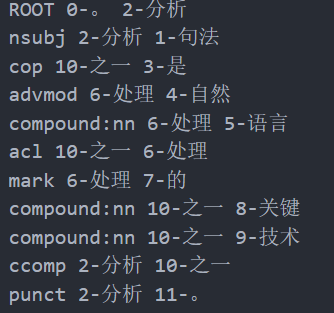 ROOT 0-。 2-分析
nsubj 2-分析 1-句法
cop 10-之一 3-是
advmod 6-处理 4-自然
compound:nn 6-处理 5-语言
acl 10-之一 6-处理
mark 6-处理 7-的
compound:nn 10-之一 8-关键
compound:nn 10-之一 9-技术
ccomp 2-分析 10-之一
punct 2-分析 11-。